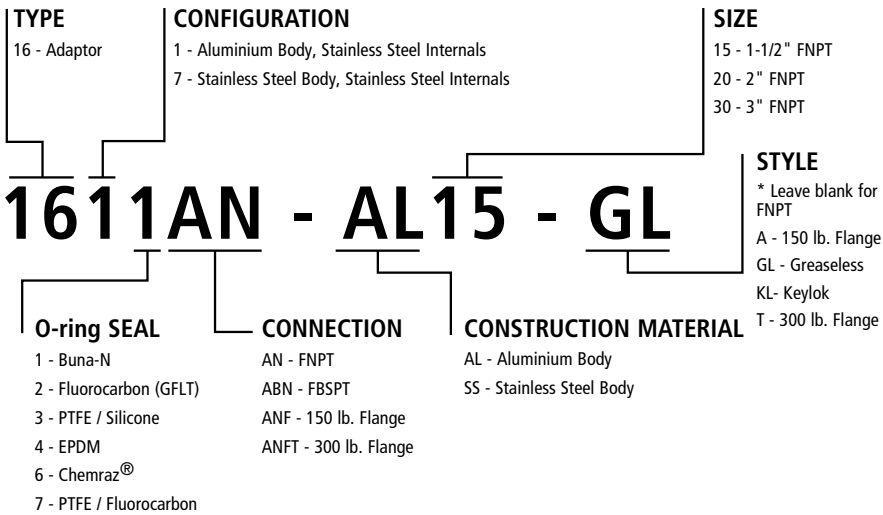 TYPE
16 - Adaptor
CONFIGURATION
1 - Aluminium Body, Stainless Steel Internals
7 - Stainless Steel Body, Stainless Steel Internals
SIZE
15 - 1-1/2" FNPT
20 - 2" FNPT
30 - 3" FNPT
1611AN - AL15 - GL
STYLE
* Leave blank for
FNPT
A - 150 lb. Flange
GL - Greaseless
KL- Keylok
T - 300 lb. Flange
O-ring SEAL
1 - Buna-N
2 - Fluorocarbon (GFLT)
3 - PTFE / Silicone
4 - EPDM
6 - Chemraz®
7 - PTFE / Fluorocarbon
CONNECTION
AN - FNPT
ABN - FBSPT
ANF - 150 lb. Flange
ANFT - 300 lb. Flange
CONSTRUCTION MATERIAL
AL - Aluminium Body
SS - Stainless Steel Body